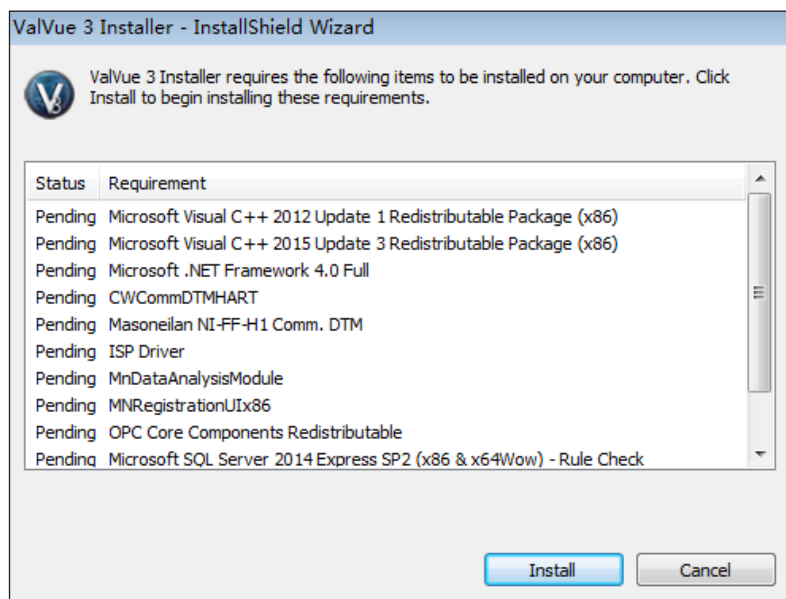 ValVue 3 Installer - InstallShield Wizard
ValVue 3 Installer requires the following items to be installed on your computer. Click
Install to begin installing these requirements.
Status Requirement
Pending Microsoft Visual C++ 2012 Update 1 Redistributable Package (x86)
Pending Microsoft Visual C++ 2015 Update 3 Redistributable Package (x86)
Pending Microsoft .NET Framework 4.0 Full
Pending CWCommDTMHART
Pending Masoneilan NI-FF-H1 Comm. DTM
Pending ISP Driver
Pending MnDataAnalysisModule
Pending MNRegistrationUIx86
Pending OPC Core Components Redistributable
Pending Microsoft SQL Server 2014 Express SP2 (x86 & x64Wow) - Rule Check
Install Cancel